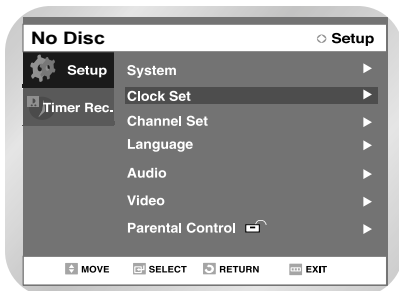 No Disc Setup
Setup System
Clock Set
Timer Rec.
Channel Set
Language
Audio
Video
Parental Control
MOVE SELECT RETURN EXIT